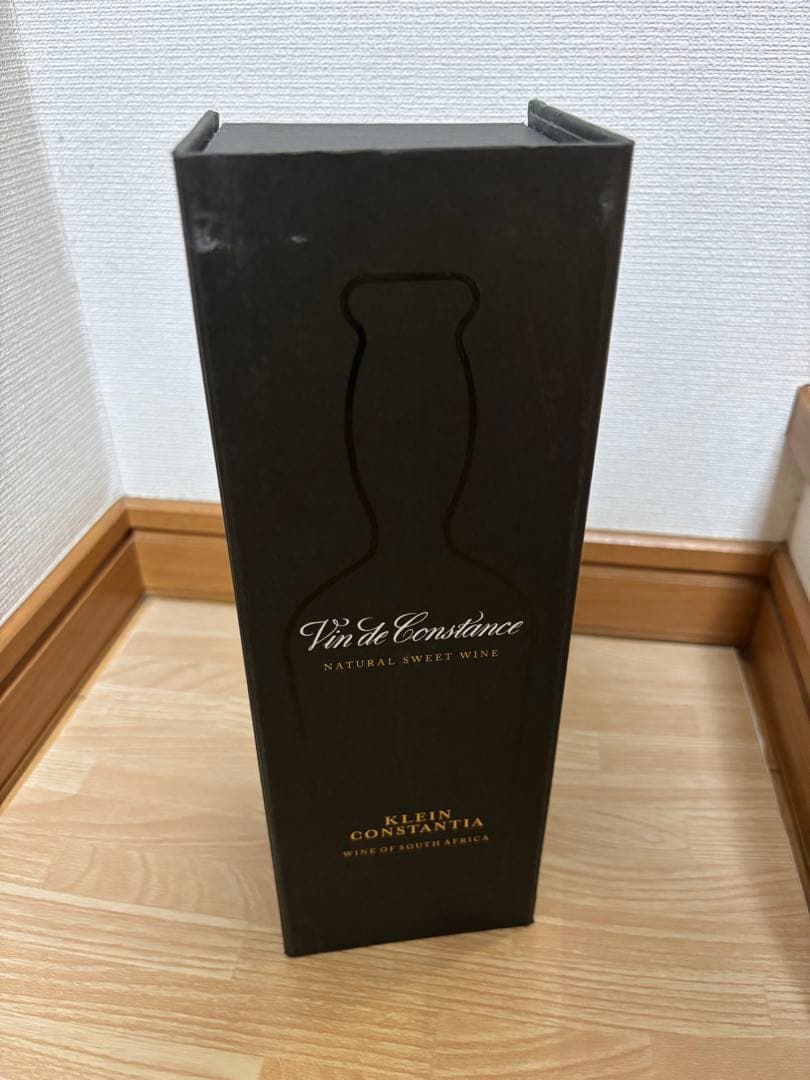 Vin de Constance
NATURAL SWEET WINE
KLEIN
CONSTANTIA
WINE OF SOUTH AFRICA